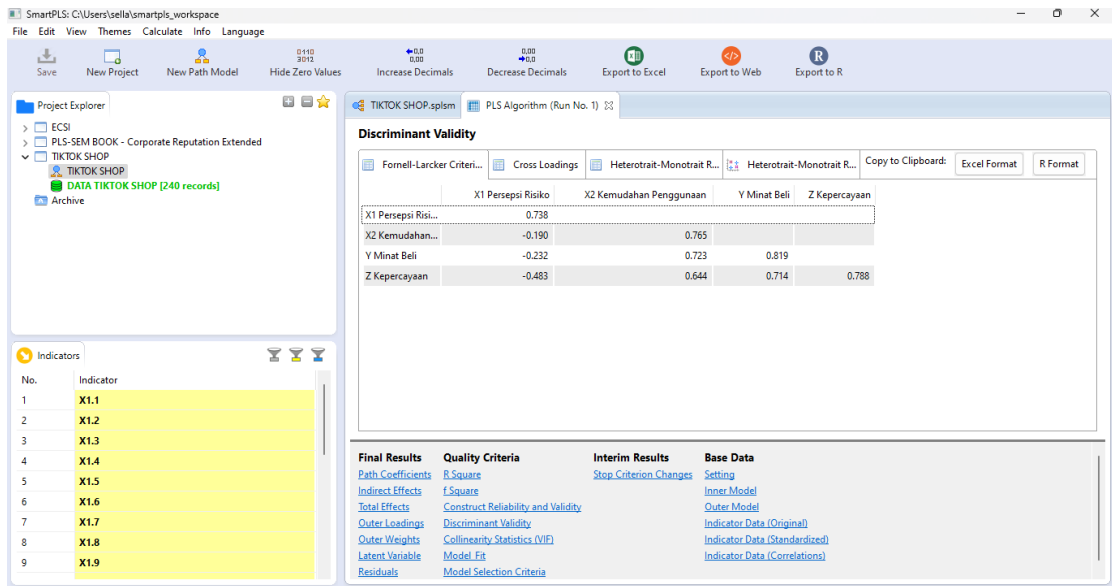 SmartPLS: C:\Users\sella\smartpls_workspace
File Edit View Themes Calculate Info Language
Save New Project New Path Model Hide Zero Values Increase Decimals Decrease Decimals Export to Excel Export to Web Export to R
Project Explorer
ECSI
PLS-SEM BOOK - Corporate Reputation Extended
TIKTOK SHOP
TIKTOK SHOP
DATA TIKTOK SHOP [240 records]
Archive
Indicators
No. Indicator
1 X1.1
2 X1.2
3 X1.3
4 X1.4
5 X1.5
6 X1.6
7 X1.7
8 X1.8
9 X1.9
TIKTOK SHOP.splsm PLS Algorithm (Run No. 1)
Discriminant Validity
Fornell-Larcker Criteri... Cross Loadings Heterotrait-Monotrait R... Heterotrait-Monotrait R... Copy to Clipboard: Excel Format R Format
X1 Persepsi Risiko X2 Kemudahan Penggunaan Y Minat Beli Z Kepercayaan
X1 Persepsi Risi... 0.738
X2 Kemudahan... -0.190 0.765
Y Minat Beli -0.232 0.723 0.819
Z Kepercayaan -0.483 0.644 0.714 0.788
Final Results Quality Criteria Interim Results Base Data
Path Coefficients R Square Stop Criterion Changes Setting
Indirect Effects f Square Inner Model
Total Effects Construct Reliability and Validity Outer Model
Outer Loadings Discriminant Validity Indicator Data (Original)
Outer Weights Collinearity Statistics (VIF) Indicator Data (Standardized)
Latent Variable Model_Fit Indicator Data (Correlations)
Residuals Model Selection Criteria